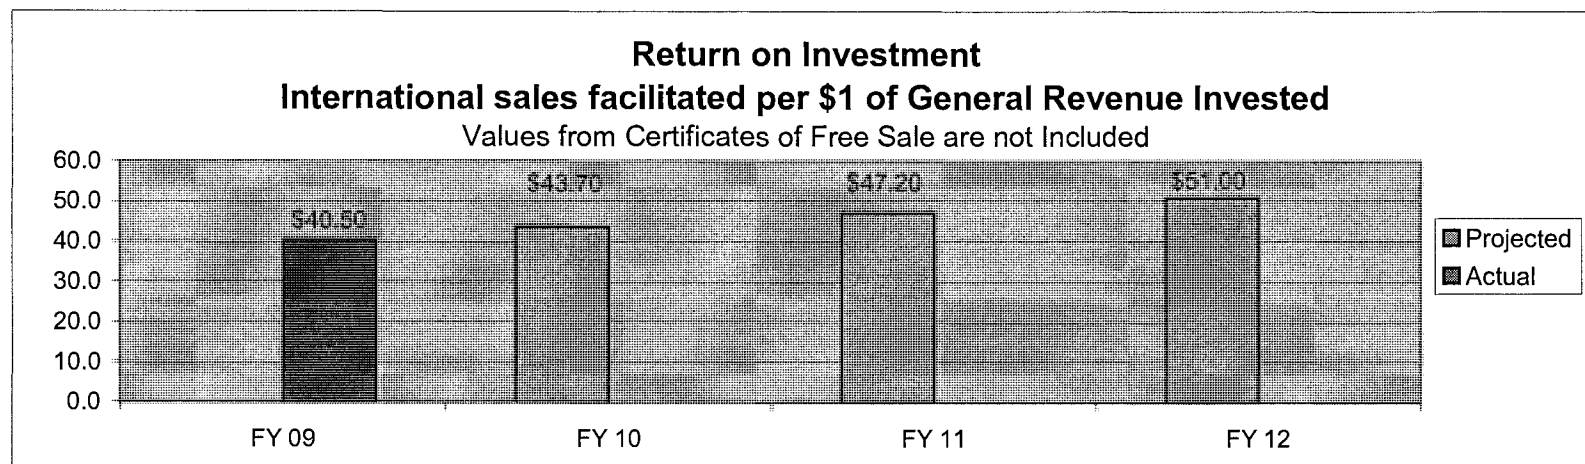 Return on Investment
International sales facilitated per $1 of General Revenue Invested
Values from Certificates of Free Sale are not Included
60.0
50.0
40.0
30.0
20.0
10.0
0.0
$40.50
$43.70
$47.20
$51.00
FY 09
FY 10
FY 11
FY 12
Projected
Actual